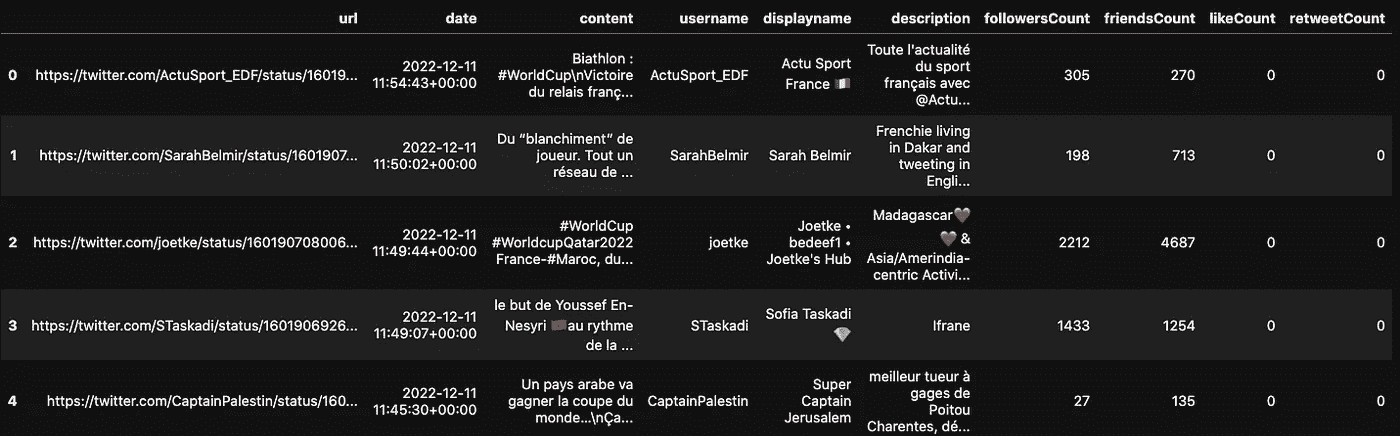 url date content username displayname description followersCount friendsCount likeCount retweetCount
0 https://twitter.com/ActuSport_EDF/status/16019... 2022-12-11 11:54:43+00:00 Biathlon : #WorldCup\nVictoire du relais franç... ActuSport_EDF Actu Sport France 🇫🇷 Toute l'actualité du sport français avec @Actu... 305 270 0 0
1 https://twitter.com/SarahBelmir/status/1601907... 2022-12-11 11:50:02+00:00 Du “blanchiment” de joueur. Tout un réseau de ... SarahBelmir Sarah Belmir Frenchie living in Dakar and tweeting in Engli... 198 713 0 0
2 https://twitter.com/joetke/status/160190708006... 2022-12-11 11:49:44+00:00 #WorldCup #WorldcupQatar2022 France-#Maroc, du... joetke Joetke • bedeef1 • Joetke's Hub Madagascar🖤 🖤 & Asia/Amerindia-centric Activi... 2212 4687 0 0
3 https://twitter.com/STaskadi/status/1601906926... 2022-12-11 11:49:07+00:00 le but de Youssef En-Nesyri 🇲🇦au rythme de la ... STaskadi Sofia Taskadi 💎 Ifrane 1433 1254 0 0
4 https://twitter.com/CaptainPalestin/status/160... 2022-12-11 11:45:30+00:00 Un pays arabe va gagner la coupe du monde...\nÇa... CaptainPalestin Super Captain Jerusalem meilleur tueur à gages de Poitou Charentes, dé... 27 135 0 0